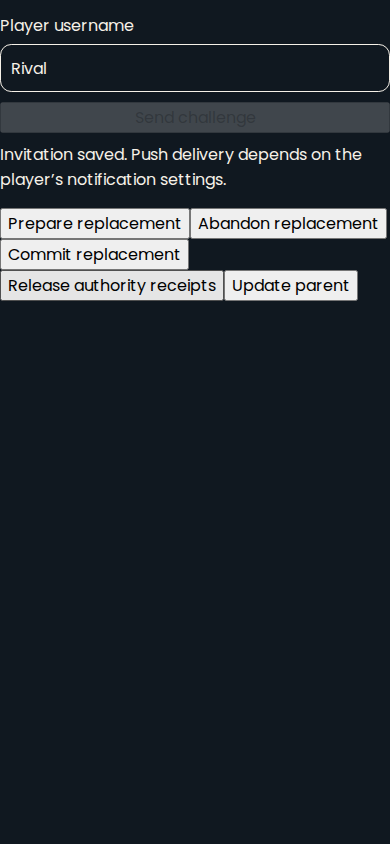 Player username
Rival
Send challenge
Invitation saved. Push delivery depends on the
player’s notification settings.
Prepare replacement Abandon replacement
Commit replacement
Release authority receipts Update parent